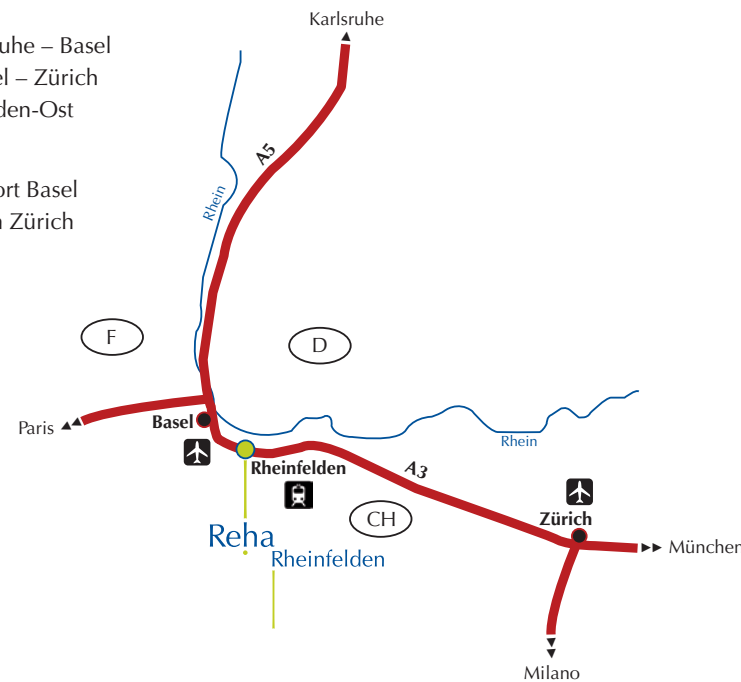 Karlsruhe
uhe – Basel
el – Zürich
den-Ost
A5
ort Basel
Zürich
Rhein
F
D
Paris
Basel
Rhein
Rheinfelden
A3
CH
Zürich
Reha
Rheinfelden
München
Milano